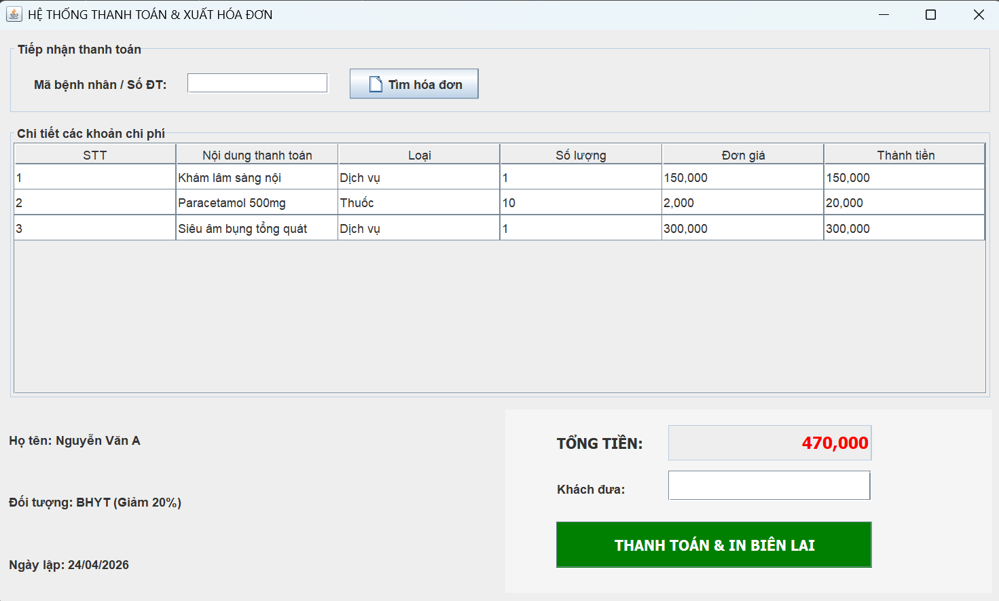 HỆ THỐNG THANH TOÁN & XUẤT HÓA ĐƠN
Tiếp nhận thanh toán
Mã bệnh nhân / Số ĐT: Tìm hóa đơn
Chi tiết các khoản chi phí
STT Nội dung thanh toán Loại Số lượng Đơn giá Thành tiền
1 Khám lâm sàng nội Dịch vụ 1 150,000 150,000
2 Paracetamol 500mg Thuốc 10 2,000 20,000
3 Siêu âm bụng tổng quát Dịch vụ 1 300,000 300,000
Họ tên: Nguyễn Văn A
Đối tượng: BHYT (Giảm 20%)
Ngày lập: 24/04/2026
TỔNG TIỀN: 470,000
Khách đưa:
THANH TOÁN & IN BIÊN LAI